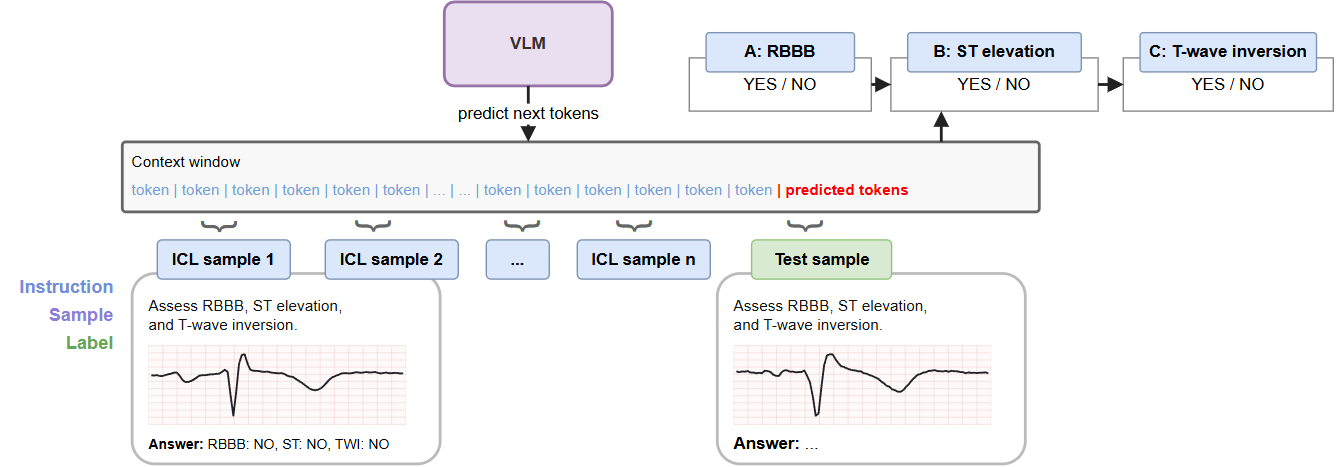 VLM
predict next tokens
A: RBBB
YES / NO
B: ST elevation
YES / NO
C: T-wave inversion
YES / NO
Context window
token | token | token | token | token | token | ... | ... | token | token | token | token | token | token | predicted tokens
ICL sample 1
ICL sample 2
...
ICL sample n
Test sample
Instruction
Sample
Label
Assess RBBB, ST elevation,
and T-wave inversion.
Answer: RBBB: NO, ST: NO, TWI: NO
Assess RBBB, ST elevation,
and T-wave inversion.
Answer: ...